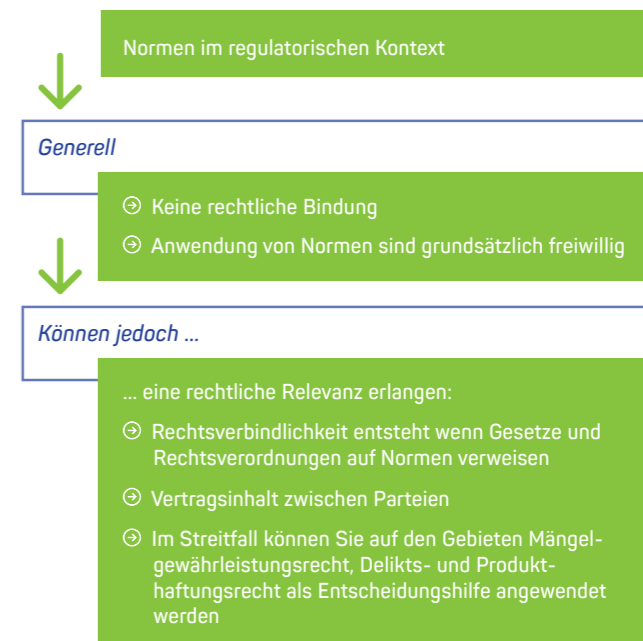 Normen im regulatorischen Kontext
Generell
Keine rechtliche Bindung
Anwendung von Normen sind grundsätzlich freiwillig
Können jedoch ...
... eine rechtliche Relevanz erlangen:
Rechtsverbindlichkeit entsteht wenn Gesetze und
Rechtsverordnungen auf Normen verweisen
Vertragsinhalt zwischen Parteien
Im Streitfall können Sie auf den Gebieten Mängel-
gewährleistungsrecht, Delikts- und Produkt-
haftungsrecht als Entscheidungshilfe angewendet
werden